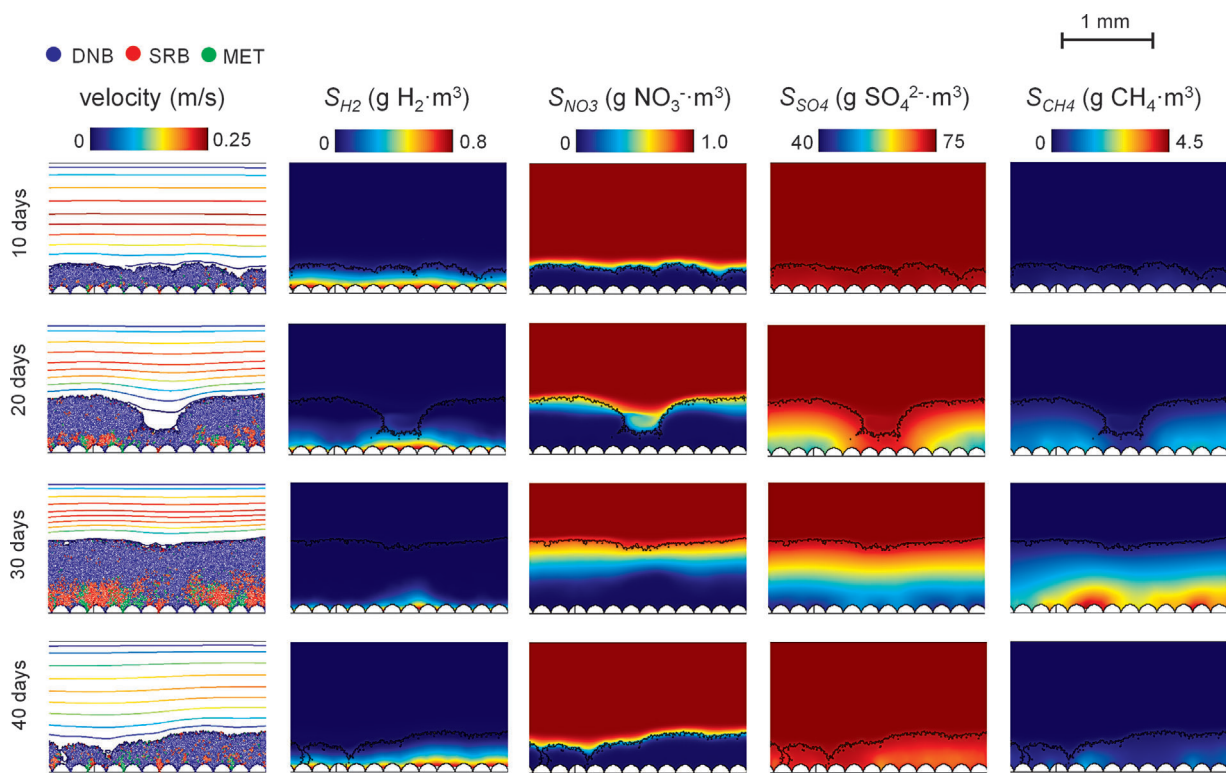 1 mm
DNB SRB MET
velocity (m/s) S_H2 (g H₂·m³) S_NO3 (g NO₃⁻·m³) S_SO4 (g SO₄²⁻·m³) S_CH4 (g CH₄·m³)
0 0.25 0 0.8 0 1.0 40 75 0 4.5
10 days
20 days
30 days
40 days